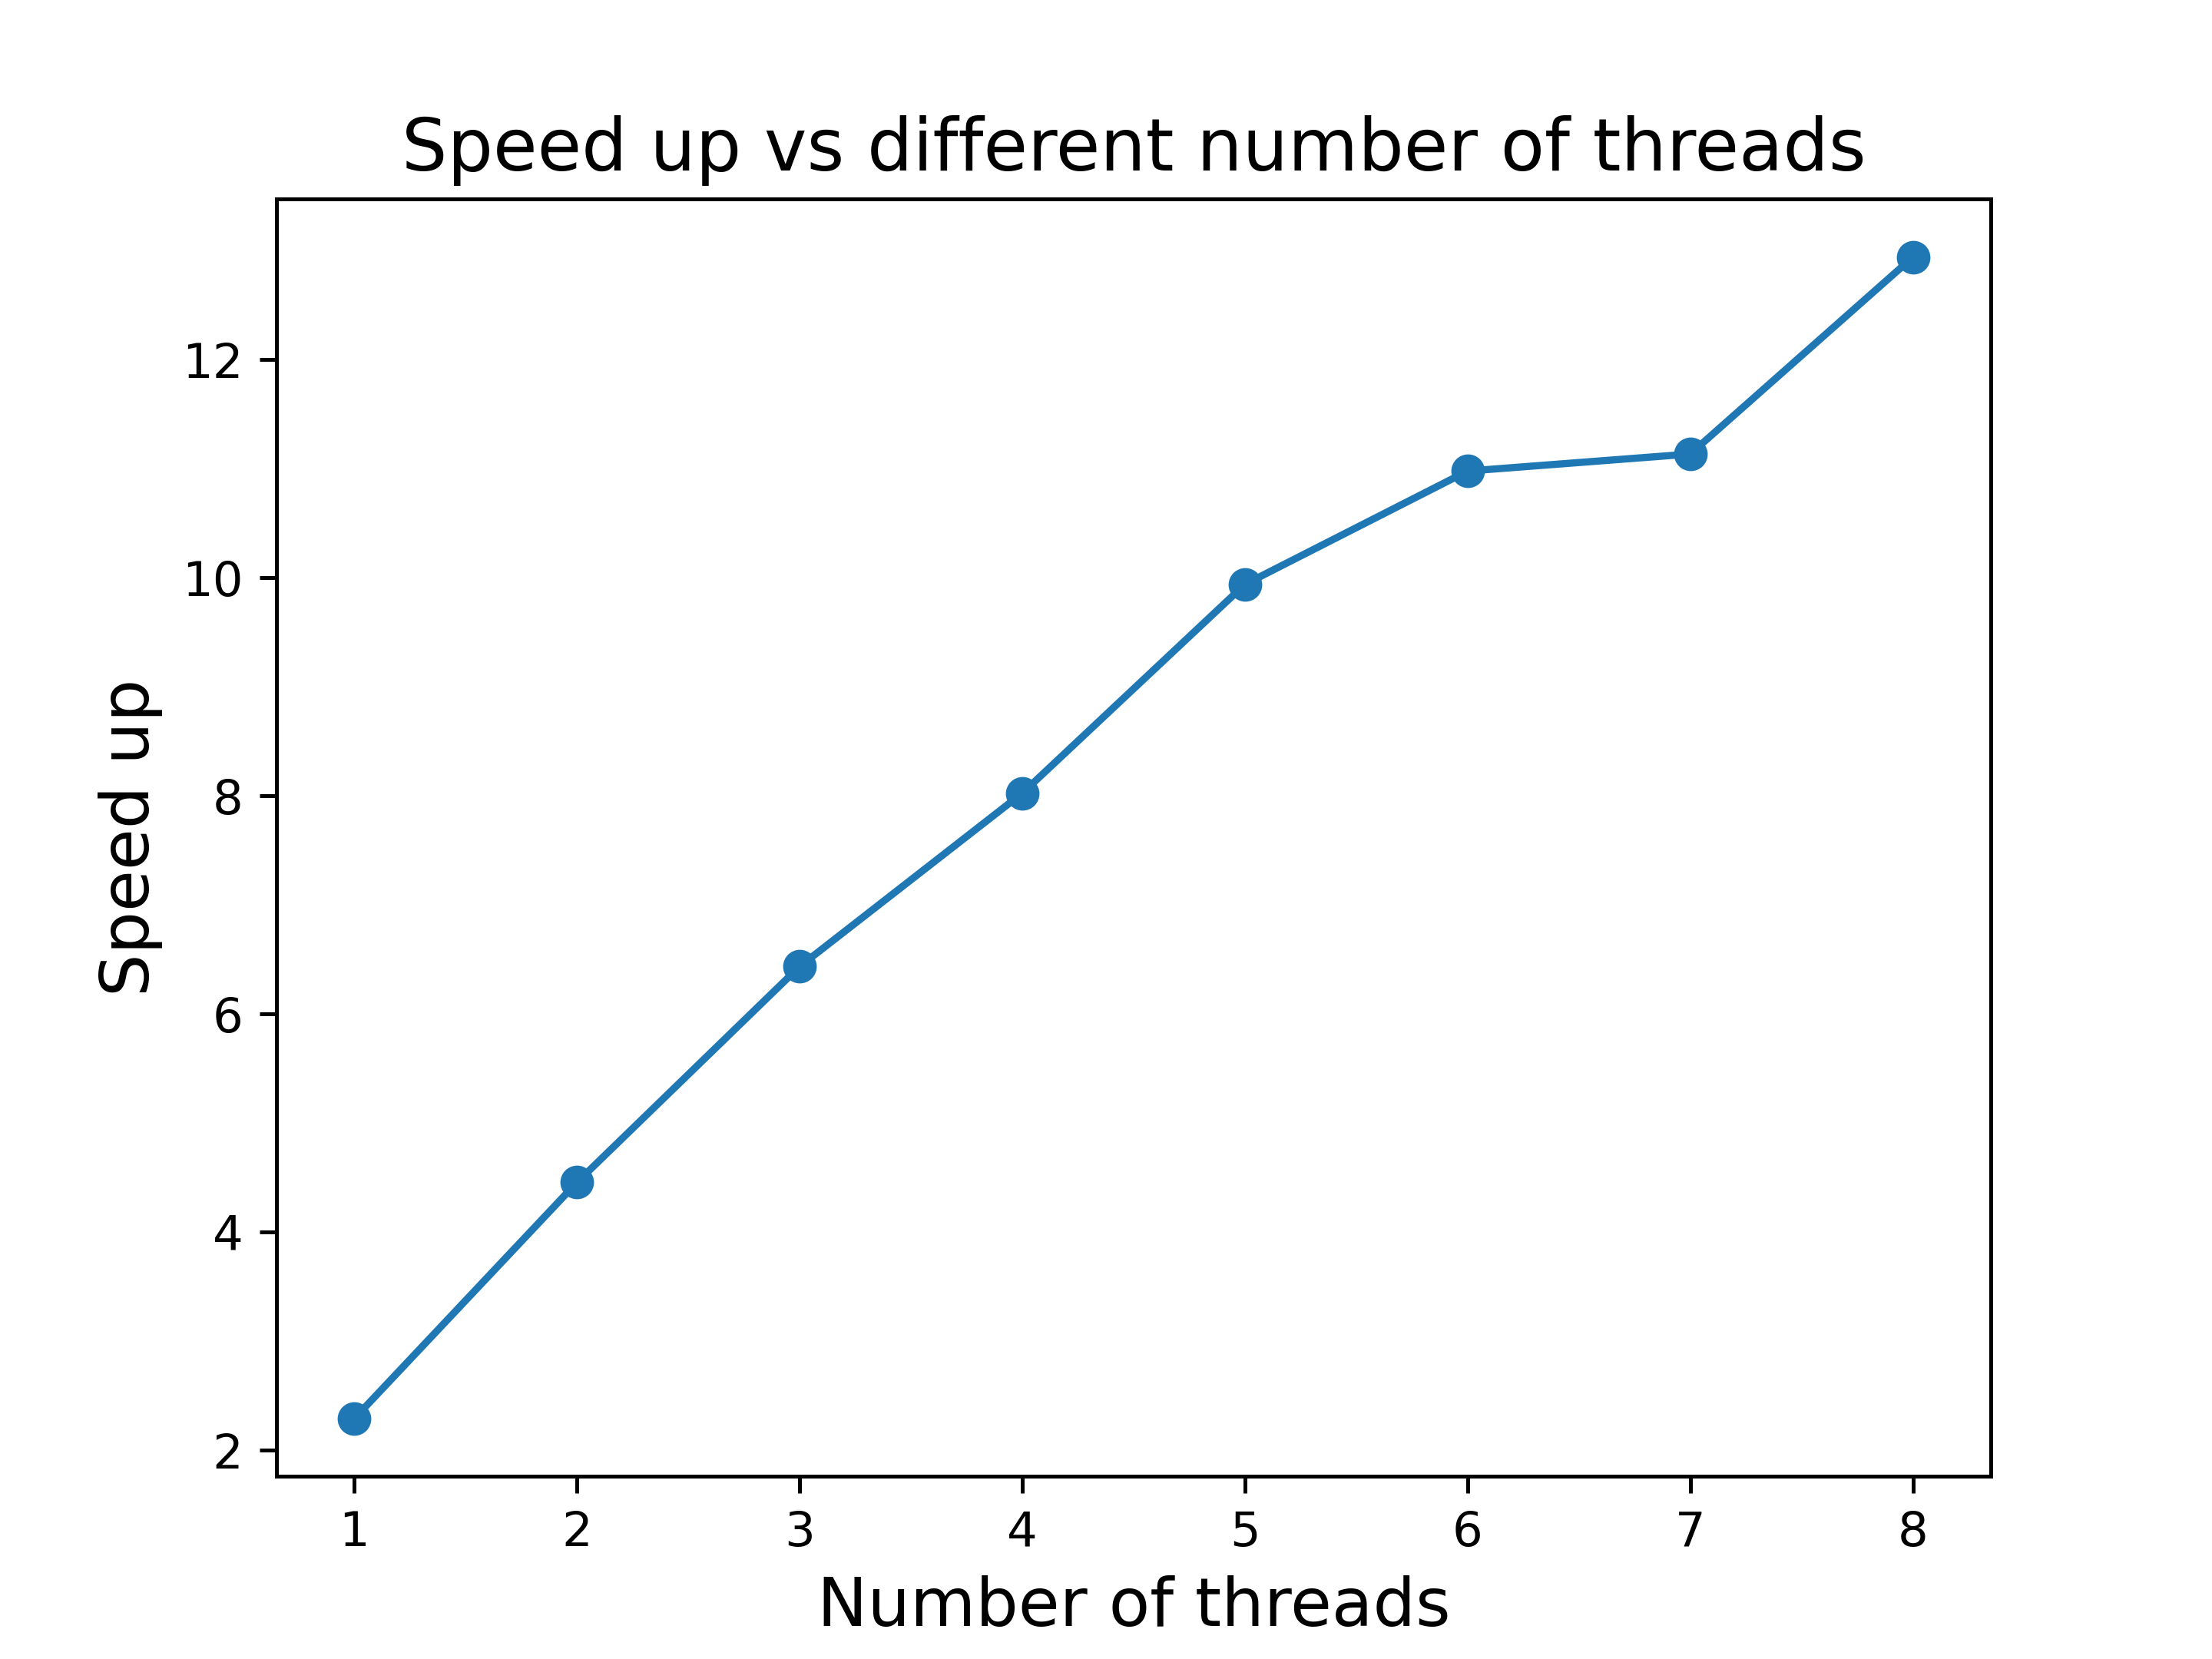 Speed up vs different number of threads
Speed up
12
10
8
6
4
2
1 2 3 4 5 6 7 8
Number of threads